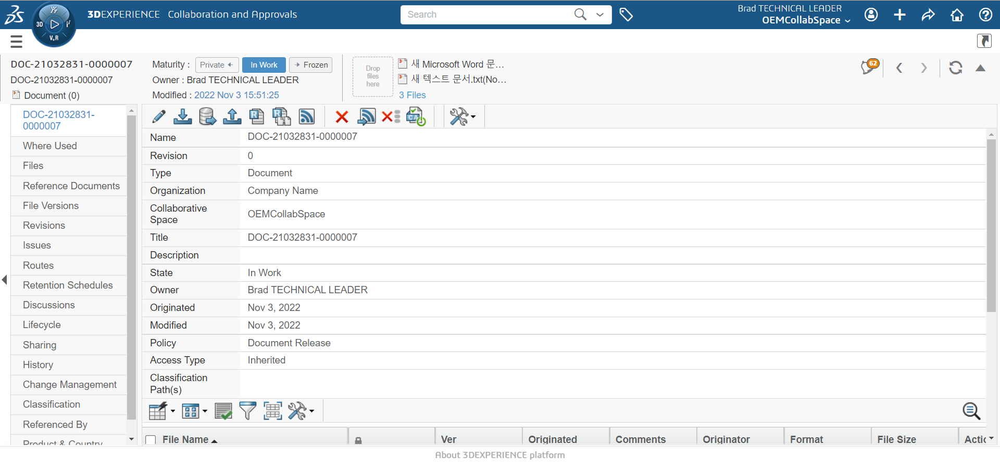 3DEXPERIENCE Collaboration and Approvals
Search
Brad TECHNICAL LEADER
OEMCollabSpace
3D
V.R
DOC-21032831-0000007
DOC-21032831-0000007
Document (0)
Maturity : Private In Work Frozen
Owner : Brad TECHNICAL LEADER
Modified : 2022 Nov 3 15:51:25
Drop
files
here
새 Microsoft Word 문...
새 텍스트 문서.txt(No...
3 Files
62
DOC-21032831-
0000007
Where Used
Files
Reference Documents
File Versions
Revisions
Issues
Routes
Retention Schedules
Discussions
Lifecycle
Sharing
History
Change Management
Classification
Referenced By
Product & Country
Name DOC-21032831-0000007
Revision 0
Type Document
Organization Company Name
Collaborative
Space OEMCollabSpace
Title DOC-21032831-0000007
Description
State In Work
Owner Brad TECHNICAL LEADER
Originated Nov 3, 2022
Modified Nov 3, 2022
Policy Document Release
Access Type Inherited
Classification
Path(s)
File Name Ver Originated Comments Originator Format File Size Actic
About 3DEXPERIENCE platform